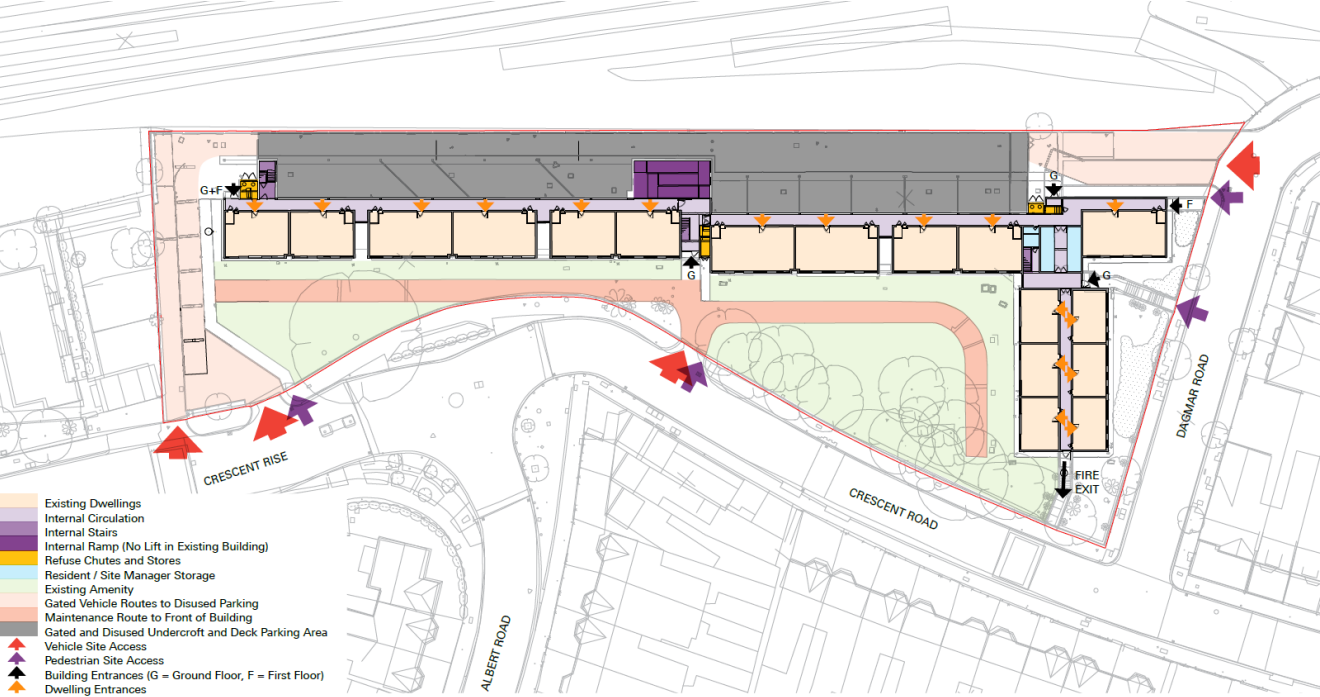 G+F
G
F
G
G
DAGMAR ROAD
FIRE
EXIT
CRESCENT RISE
CRESCENT ROAD
ALBERT ROAD
Existing Dwellings
Internal Circulation
Internal Stairs
Internal Ramp (No Lift in Existing Building)
Refuse Chutes and Stores
Resident / Site Manager Storage
Existing Amenity
Gated Vehicle Routes to Disused Parking
Maintenance Route to Front of Building
Gated and Disused Undercroft and Deck Parking Area
Vehicle Site Access
Pedestrian Site Access
Building Entrances (G = Ground Floor, F = First Floor)
Dwelling Entrances